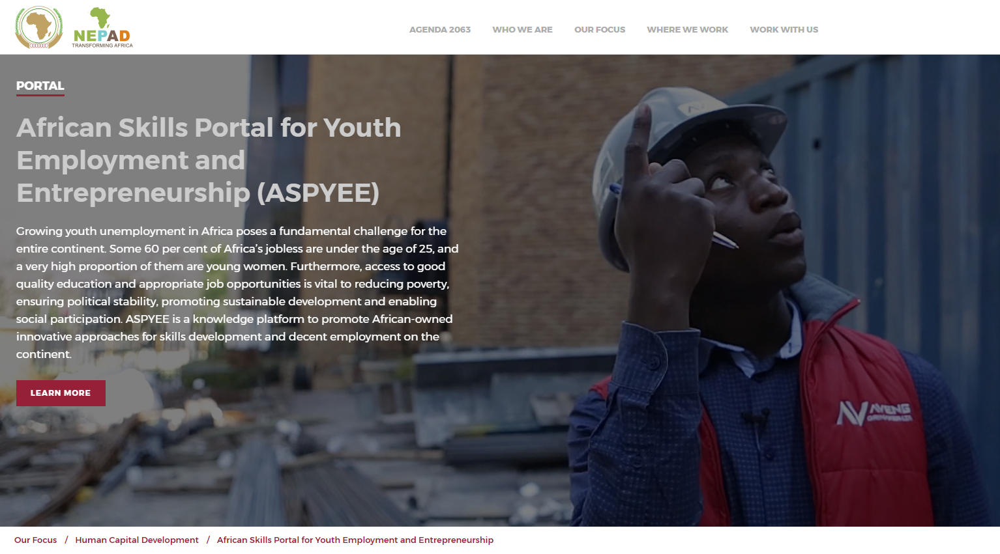 NEPAD
TRANSFORMING AFRICA
AGENDA 2063
WHO WE ARE
OUR FOCUS
WHERE WE WORK
WORK WITH US
PORTAL
African Skills Portal for Youth
Employment and
Entrepreneurship (ASPYEE)
Growing youth unemployment in Africa poses a fundamental challenge for the
entire continent. Some 60 per cent of Africa's jobless are under the age of 25, and
a very high proportion of them are young women. Furthermore, access to good
quality education and appropriate job opportunities is vital to reducing poverty,
ensuring political stability, promoting sustainable development and enabling
social participation. ASPYEE is a knowledge platform to promote African-owned
innovative approaches for skills development and decent employment on the
continent.
LEARN MORE
AVENG
Our Focus / Human Capital Development / African Skills Portal for Youth Employment and Entrepreneurship